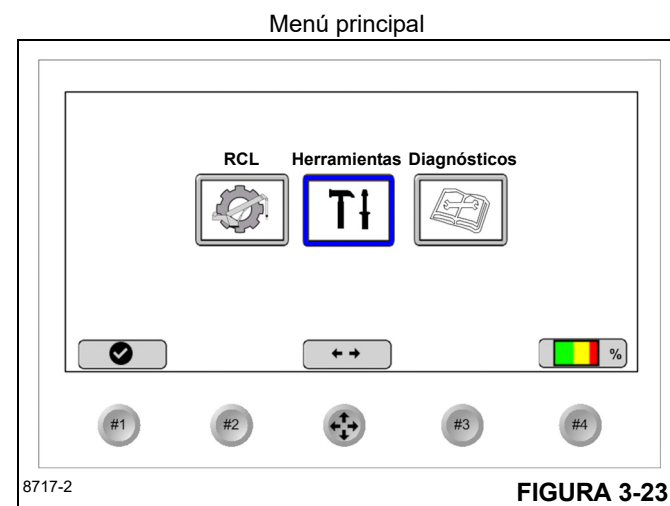 Menú principal
RCL Herramientas Diagnósticos
%
#1 #2 #3 #4
8717-2 FIGURA 3-23